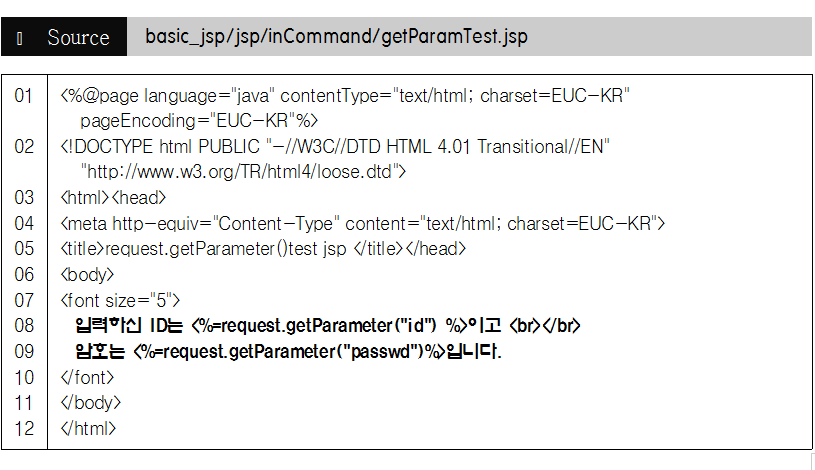 Source basic_jsp/jsp/inCommand/getParamTest.jsp
01 <%@page language="java" contentType="text/html; charset=EUC-KR"
pageEncoding="EUC-KR"%>
02 <!DOCTYPE html PUBLIC "-//W3C//DTD HTML 4.01 Transitional//EN"
"http://www.w3.org/TR/html4/loose.dtd">
03 <html><head>
04 <meta http-equiv="Content-Type" content="text/html; charset=EUC-KR">
05 <title>request.getParameter()test jsp </title></head>
06 <body>
07 <font size="5">
08 입력하신 ID는 <%=request.getParameter("id") %>이고 <br></br>
09 암호는 <%=request.getParameter("passwd")%>입니다.
10 </font>
11 </body>
12 </html>